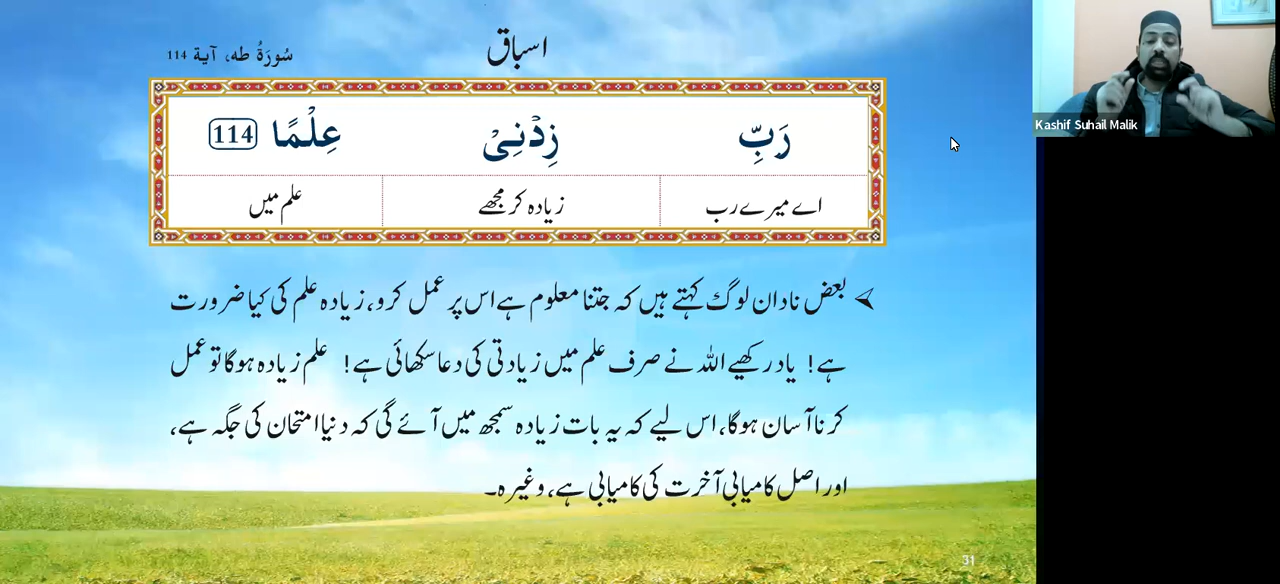 اسباق
سُورَةُ طه، آية 114
رَبِّ زِدْنِيْ عِلْمًا 114
اے میرے رب زیادہ کر مجھے علم میں
بعض نادان لوگ کہتے ہیں کہ جتنا معلوم ہے اس پر عمل کرو، زیادہ علم کی کیا ضرورت
ہے! یاد رکھیے اللہ نے صرف علم میں زیادتی کی دعا سکھائی ہے! علم زیادہ ہوگا تو عمل
کرنا آسان ہوگا، اس لیے کہ یہ بات زیادہ سمجھ میں آئے گی کہ دنیا امتحان کی جگہ ہے،
اور اصل کامیابی آخرت کی کامیابی ہے، وغیرہ۔
31
Kashif Suhail Malik